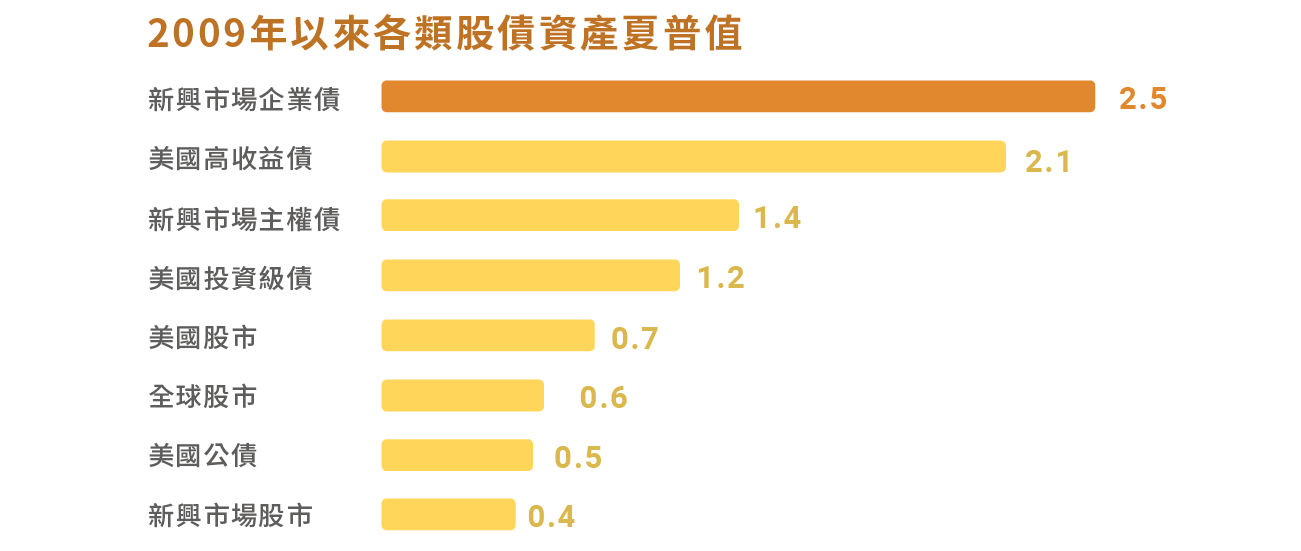 2009年以來各類股債資產夏普值
新興市場企業債 2.5
美國高收益債 2.1
新興市場主權債 1.4
美國投資級債 1.2
美國股市 0.7
全球股市 0.6
美國公債 0.5
新興市場股市 0.4